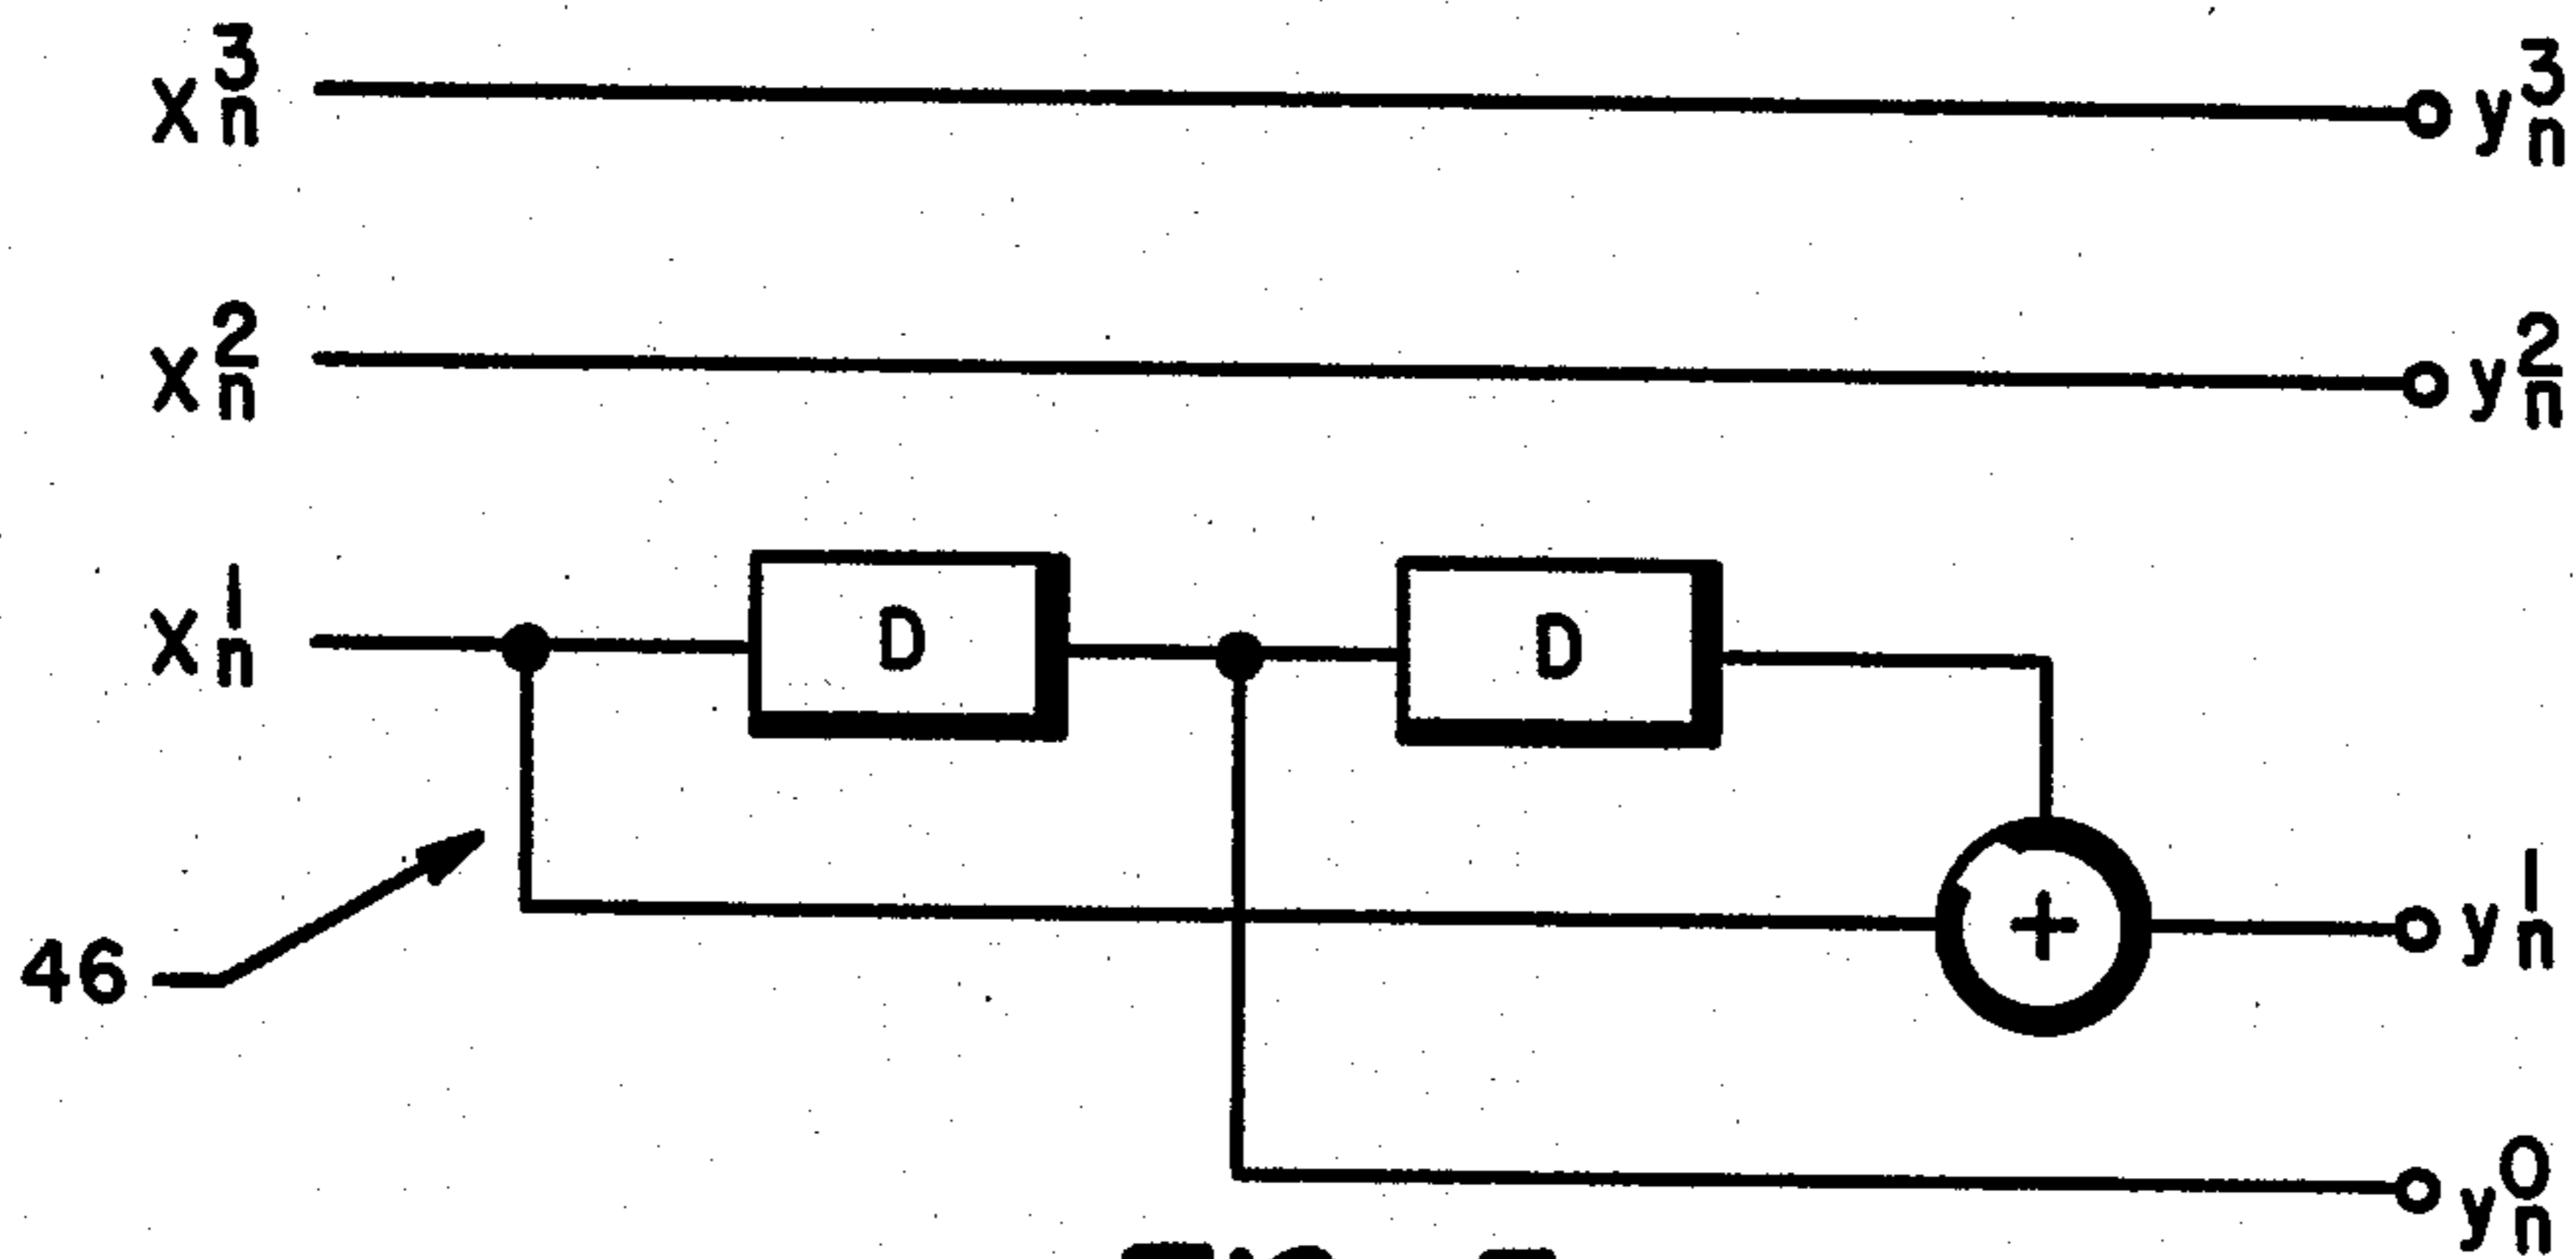 x³ₙ y³ₙ
x²ₙ y²ₙ
x¹ₙ D D
46 + y¹ₙ
y⁰ₙ